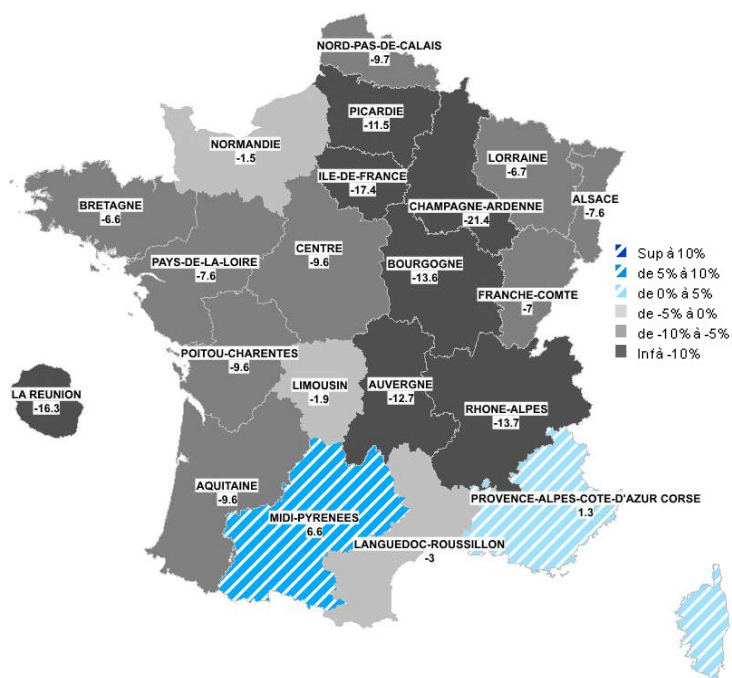 NORD-PAS-DE-CALAIS
-9.7
PICARDIE
-11.5
NORMANDIE
-1.5
ILE-DE-FRANCE
-17.4
LORRAINE
-6.7
CHAMPAGNE-ARDENNE
-21.4
ALSACE
-7.6
BRETAGNE
-6.6
PAYS-DE-LA-LOIRE
-7.6
CENTRE
-9.6
BOURGOGNE
-13.6
FRANCHE-COMTE
-7
Sup à 10%
de 5% à 10%
de 0% à 5%
de -5% à 0%
de -10% à -5%
Inf à -10%
POITOU-CHARENTES
-9.6
LIMOUSIN
-1.9
AUVERGNE
-12.7
RHONE-ALPES
-13.7
LA REUNION
-16.3
AQUITAINE
-9.6
MIDI-PYRENEES
6.6
PROVENCE-ALPES-COTE-D'AZUR CORSE
1.3
LANGUEDOC-ROUSSILLON
-3